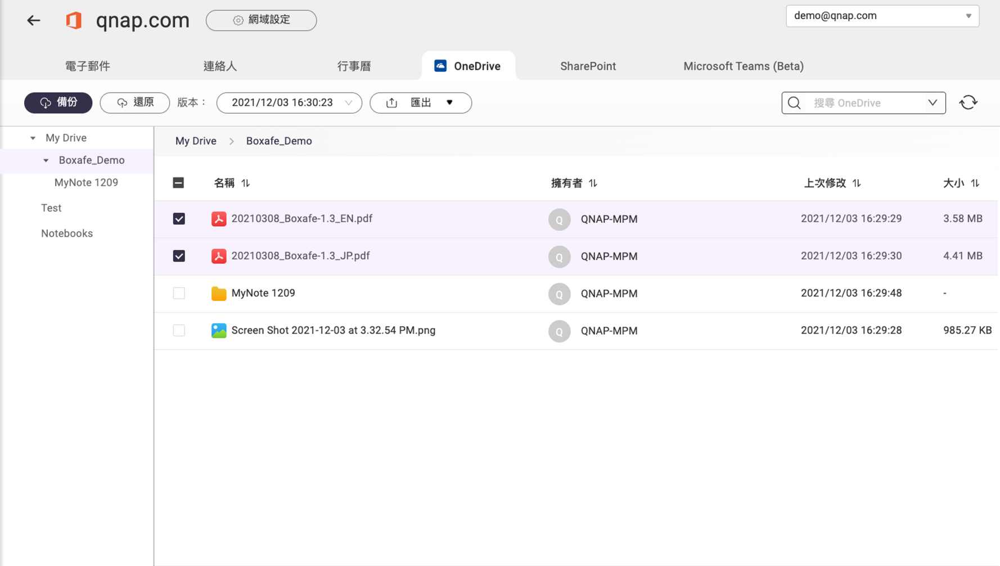 qnap.com
網域設定
demo@qnap.com
電子郵件
連絡人
行事曆
OneDrive
SharePoint
Microsoft Teams (Beta)
備份
還原
版本：
2021/12/03 16:30:23
匯出
搜尋 OneDrive
My Drive
Boxafe_Demo
MyNote 1209
Test
Notebooks
My Drive > Boxafe_Demo
名稱 擁有者 上次修改 大小
20210308_Boxafe-1.3_EN.pdf Q QNAP-MPM 2021/12/03 16:29:29 3.58 MB
20210308_Boxafe-1.3_JP.pdf Q QNAP-MPM 2021/12/03 16:29:30 4.41 MB
MyNote 1209 Q QNAP-MPM 2021/12/03 16:29:48 -
Screen Shot 2021-12-03 at 3.32.54 PM.png Q QNAP-MPM 2021/12/03 16:29:28 985.27 KB